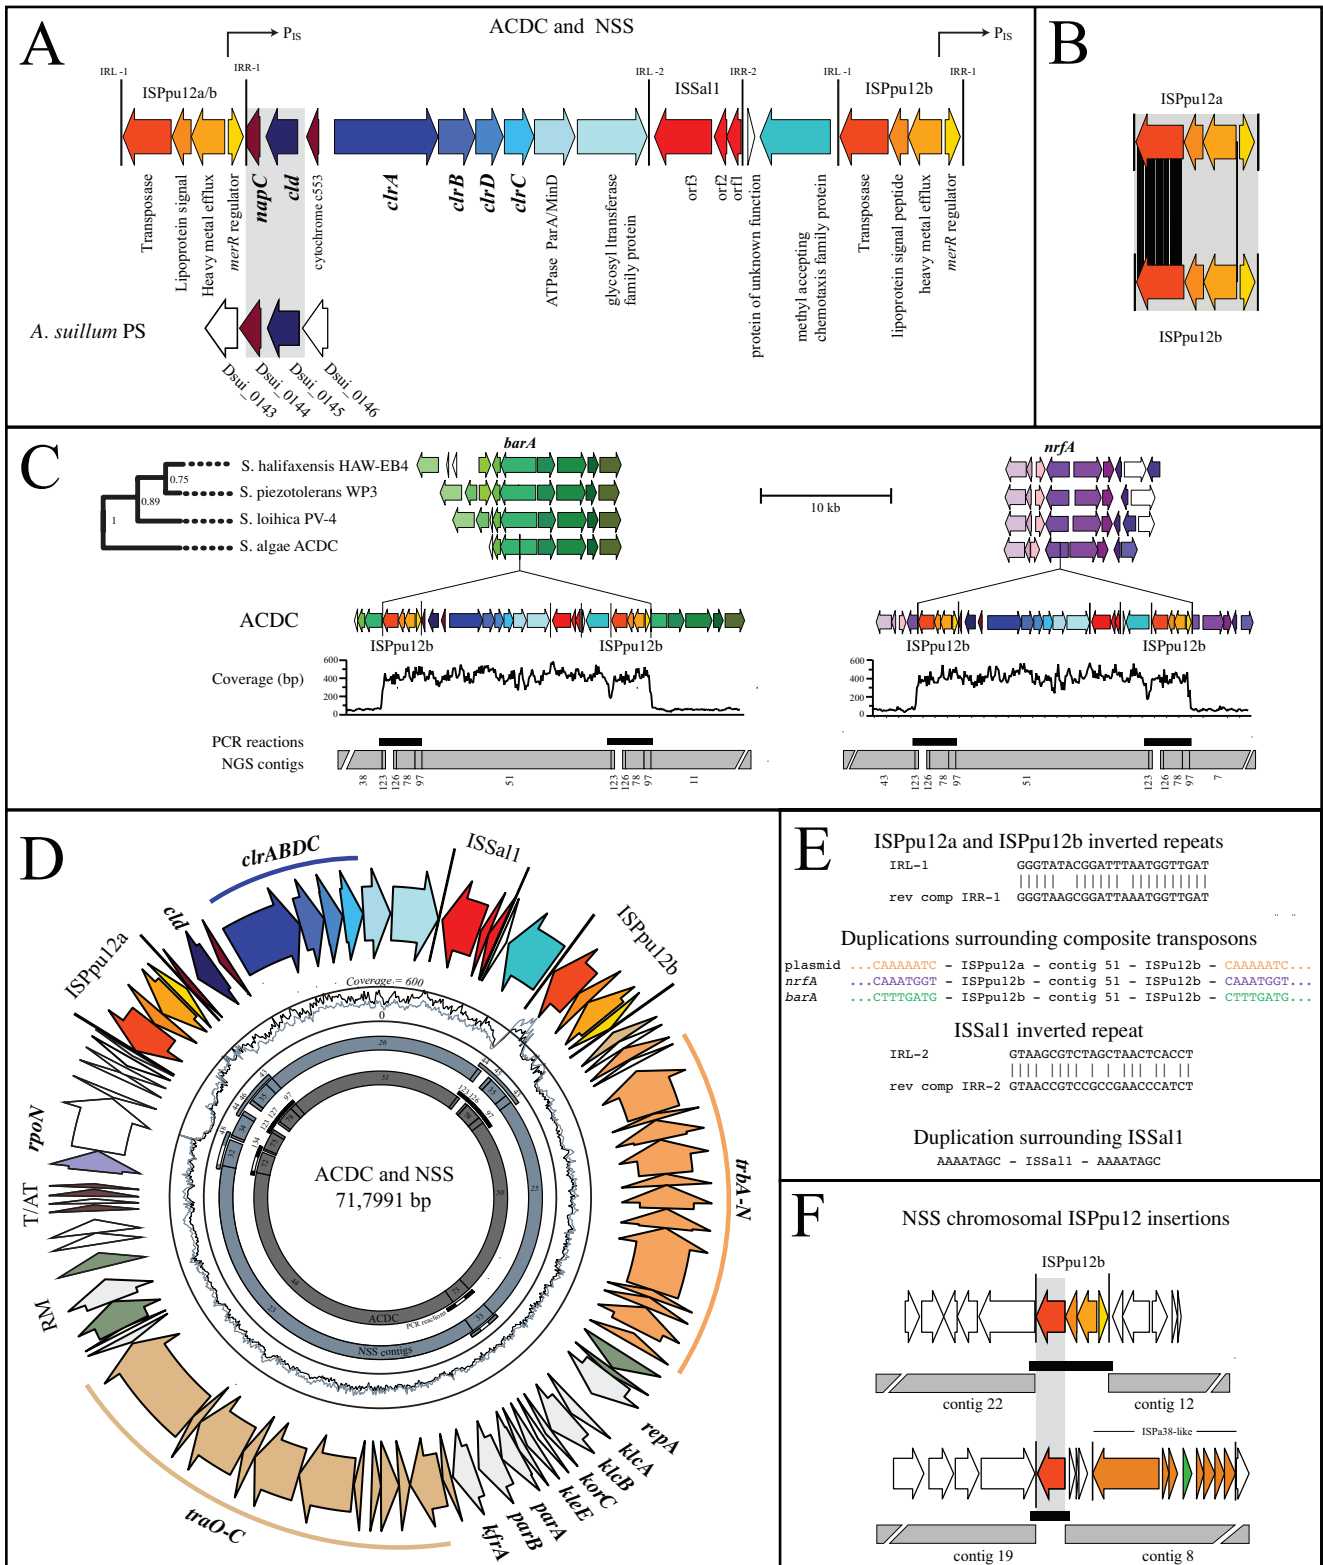 A
ACDC and NSS
P_IS
P_IS
IRL -1
IRR-1
IRL -2
IRR-2
IRL -1
IRR-1
ISPpu12a/b
ISSal1
ISPpu12b
Transposase
Lipoprotein signal
Heavy metal efflux
merR regulator
napC
cld
cytochrome c553
clrA
clrB
clrD
clrC
ATPase ParA/MinD
glycosyl ltransferase
family protein
orf3
orf2
orf1
protein of unknown function
methyl accepting
chemotaxis family protein
Transposase
lipoprotein signal peptide
heavy metal efflux
merR regulator
A. suillum PS
Dsui_0143
Dsui_0144
Dsui_0145
Dsui_0146
B
ISPpu12a
ISPpu12b
C
barA
nrfA
S. halifaxensis HAW-EB4
S. piezotolerans WP3
S. loihica PV-4
S. algae ACDC
0.75
0.89
1
10 kb
ACDC
ISPpu12b
ISPpu12b
ISPpu12b
ISPpu12b
Coverage (bp)
600
400
200
0
600
400
200
0
PCR reactions
NGS contigs
38
123
126
78
97
51
123
126
78
97
11
43
123
126
78
97
51
123
126
78
97
7
D
clrABDC
ISSal1
cld
ISPpu12a
ISPpu12b
rpoN
T/AT
RM
trbA-N
traO-C
repA
klcA
klcB
korC
kleE
parA
parB
kfrA
Coverage = 600
0
26
51
25
50
23
44
ACDC
NSS contigs
PCR reactions
ACDC and NSS
71,7991 bp
E
ISPpu12a and ISPpu12b inverted repeats
IRL-1 GGGTATACGGATTTAATGGTTGAT
rev comp IRR-1 GGGTAAGCGGATTAAATGGTTGAT
Duplications surrounding composite transposons
plasmid ...CAAAAATC - ISPpu12a - contig 51 - ISPu12b - CAAAAATC...
nrfA ...CAAATGGT - ISPpu12b - contig 51 - ISPu12b - CAAATGGT...
barA ...CTTTGATG - ISPpu12b - contig 51 - ISPu12b - CTTTGATG...
ISSal1 inverted repeat
IRL-2 GTAAGCGTCTAGCTAACTCACCT
rev comp IRR-2 GTAACCGTCCGCCGAACCCATCT
Duplication surrounding ISSal1
AAAATAGC - ISSal1 - AAAATAGC
F
NSS chromosomal ISPpu12 insertions
ISPpu12b
contig 22
contig 12
ISPa38-like
contig 19
contig 8